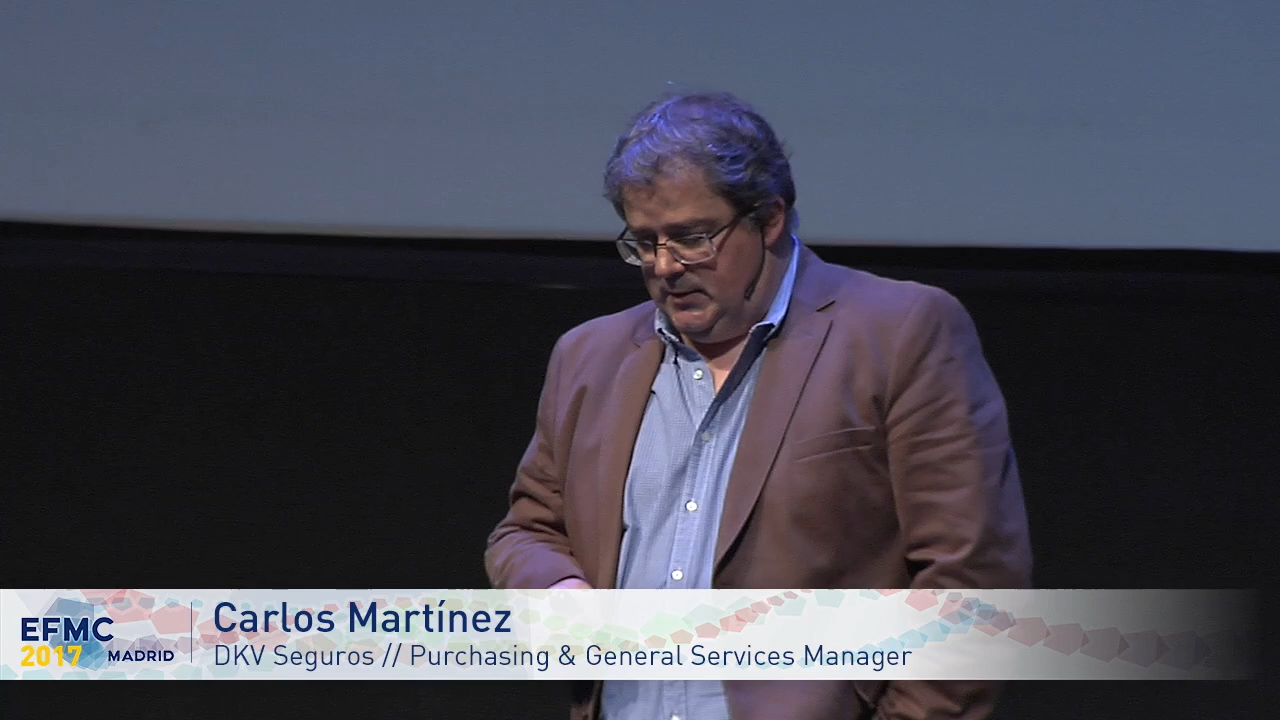 EFMC
2017 MADRID
Carlos Martínez
DKV Seguros // Purchasing & General Services Manager